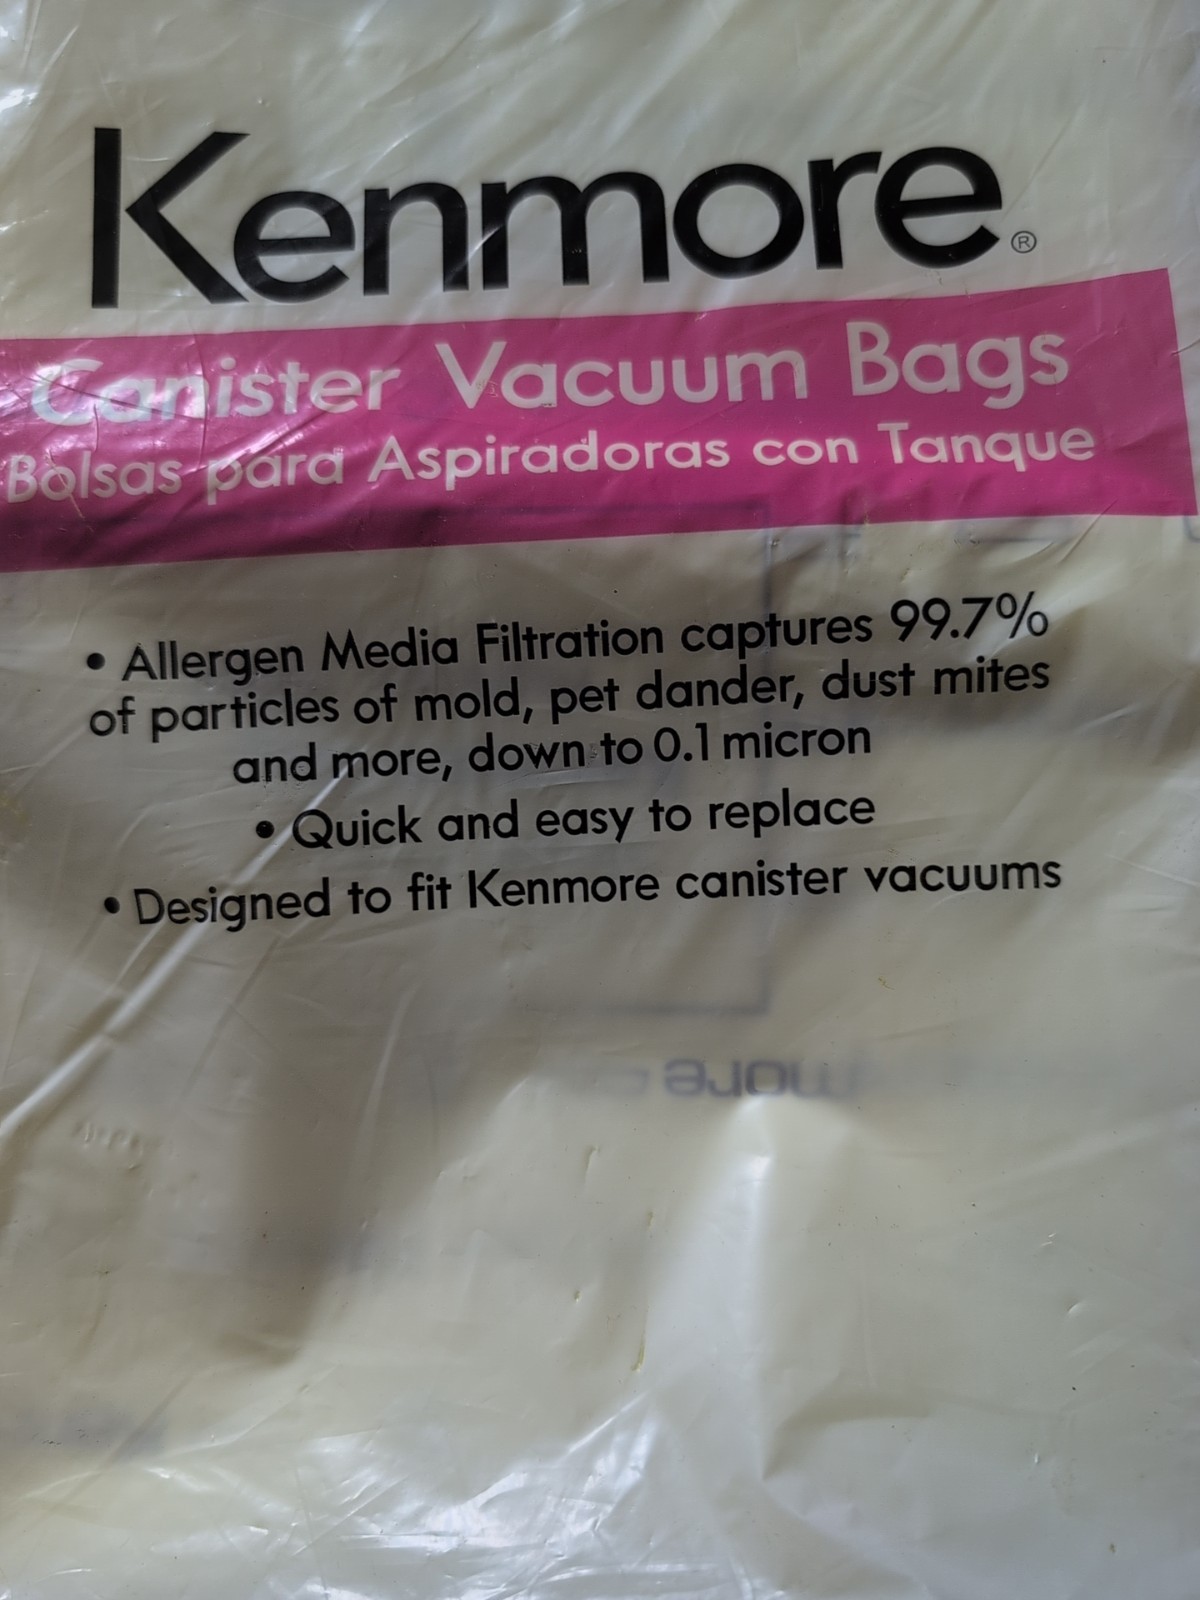 Kenmore®
Canister Vacuum Bags
Bolsas para Aspiradoras con Tanque
• Allergen Media Filtration captures 99.7%
of particles of mold, pet dander, dust mites
and more, down to 0.1 micron
• Quick and easy to replace
• Designed to fit Kenmore canister vacuums
more